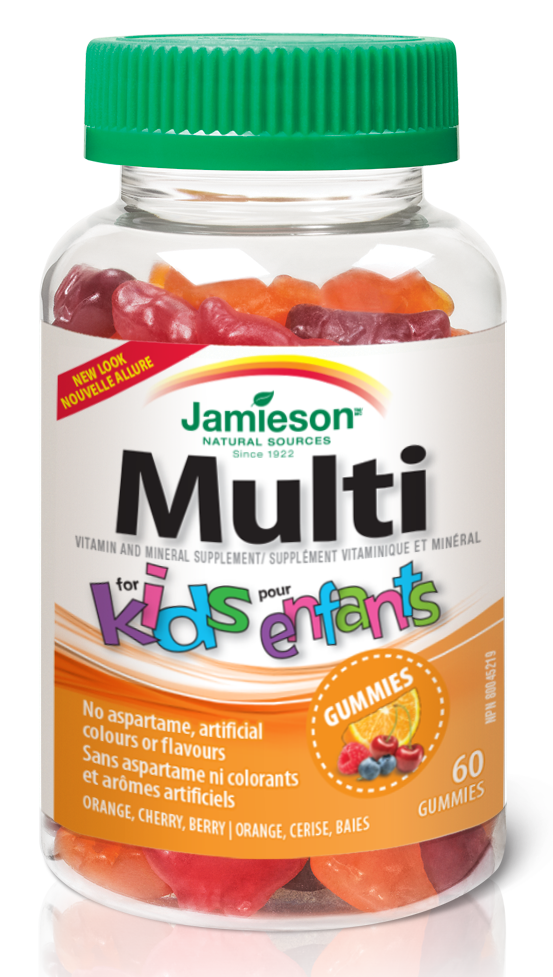 NEW LOOK
NOUVELLE ALLURE
Jamieson
NATURAL SOURCES
Since 1922
Multi
VITAMIN AND MINERAL SUPPLEMENT/ SUPPLÉMENT VITAMINIQUE ET MINÉRAL
for kids pour enfants
GUMMIES
No aspartame, artificial
colours or flavours
Sans aspartame ni colorants
et arômes artificiels
ORANGE, CHERRY, BERRY | ORANGE, CERISE, BAIES
60
GUMMIES
NPN 80045219